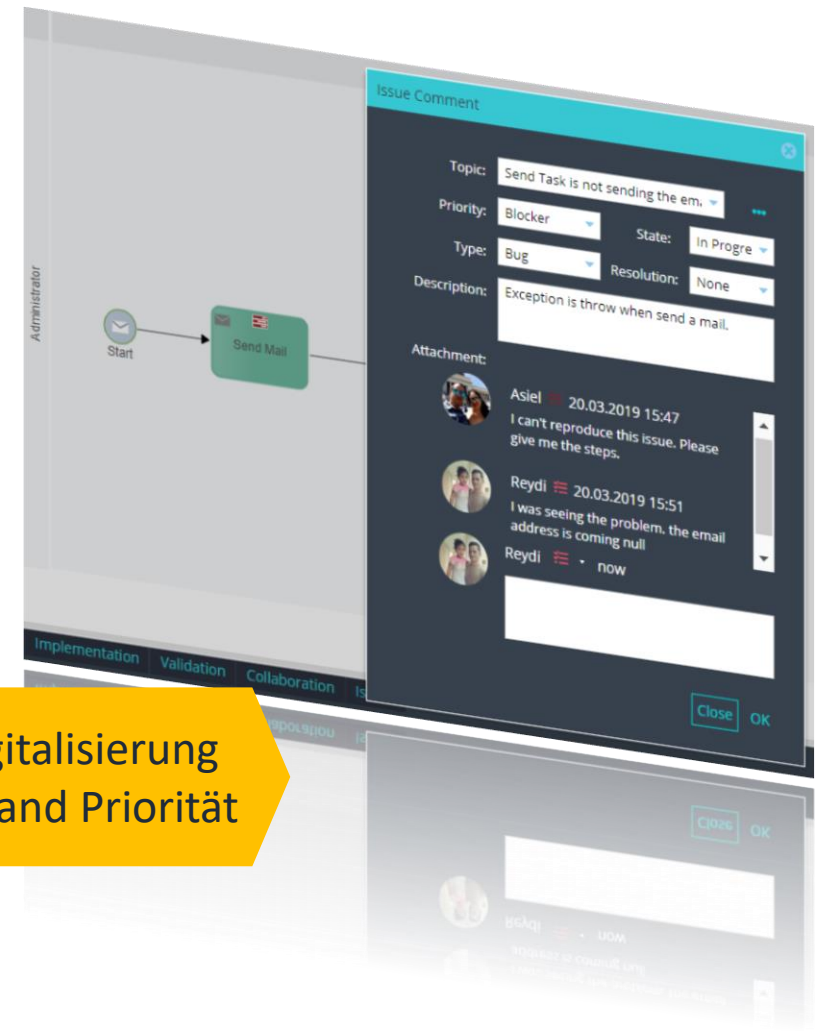 Issue Comment
Topic:
Send Task is not sending the em
Priority:
Blocker
State:
In Progre
Type:
Bug
Resolution:
None
Description:
Exception is throw when send a mail.
Attachment:
Asiel 20.03.2019 15:47
I can't reproduce this issue. Please
give me the steps.
Reydi 20.03.2019 15:51
I was seeing the problem, the email
address is coming null
Reydi now
Close OK
Administrator
Start
Send Mail
Implementation Validation Collaboration Is
gitalisierung
and Priorität